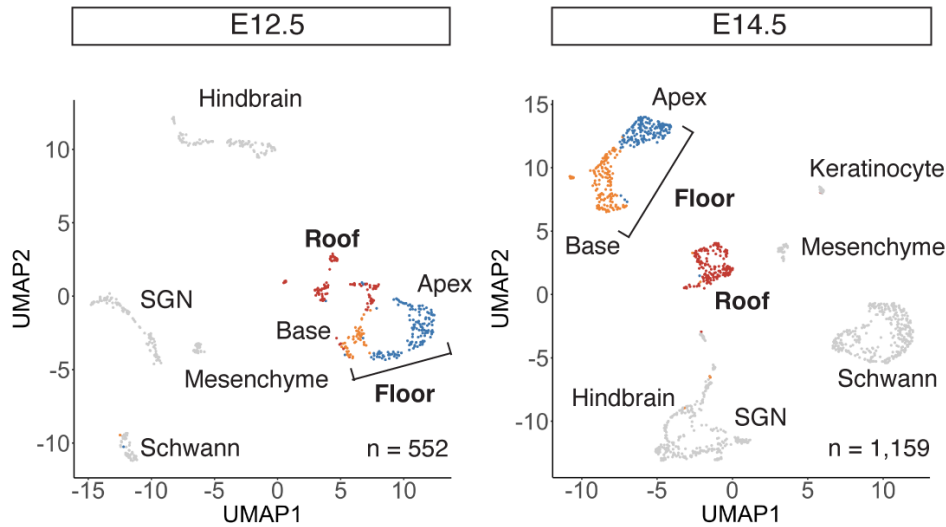 E12.5
E14.5
Hindbrain
Roof
SGN
Apex
Base
Mesenchyme
Floor
Schwann
n = 552
10
5
0
-5
-10
-15
-10
-5
0
5
10
UMAP1
UMAP2
Apex
Keratinocyte
Floor
Base
Mesenchyme
Roof
Schwann
Hindbrain
SGN
n = 1,159
15
10
5
0
-5
-10
-10
-5
0
5
10
UMAP1
UMAP2